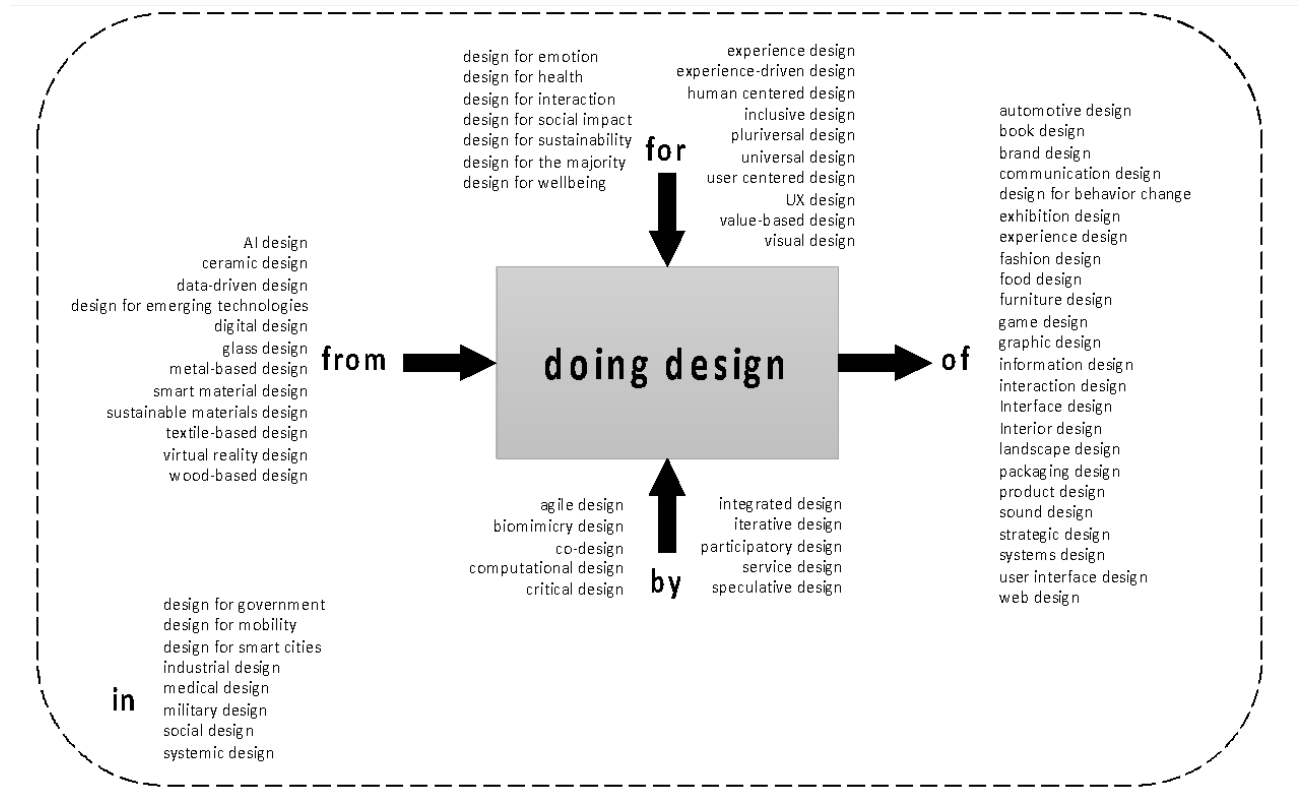 design for emotion
design for health
design for interaction
design for social impact
design for sustainability
design for the majority
design for wellbeing
for
experience design
experience-driven design
human centered design
inclusive design
pluriversal design
universal design
user centered design
UX design
value-based design
visual design
AI design
ceramic design
data-driven design
design for emerging technologies
digital design
glass design
metal-based design
smart material design
sustainable materials design
textile-based design
virtual reality design
wood-based design
from
doing design
of
automotive design
book design
brand design
communication design
design for behavior change
exhibition design
experience design
fashion design
food design
furniture design
game design
graphic design
information design
interaction design
Interface design
Interior design
landscape design
packaging design
product design
sound design
strategic design
systems design
user interface design
web design
agile design
biomimicry design
co-design
computational design
critical design
by
integrated design
iterative design
participatory design
service design
speculative design
in
design for government
design for mobility
design for smart cities
industrial design
medical design
military design
social design
systemic design